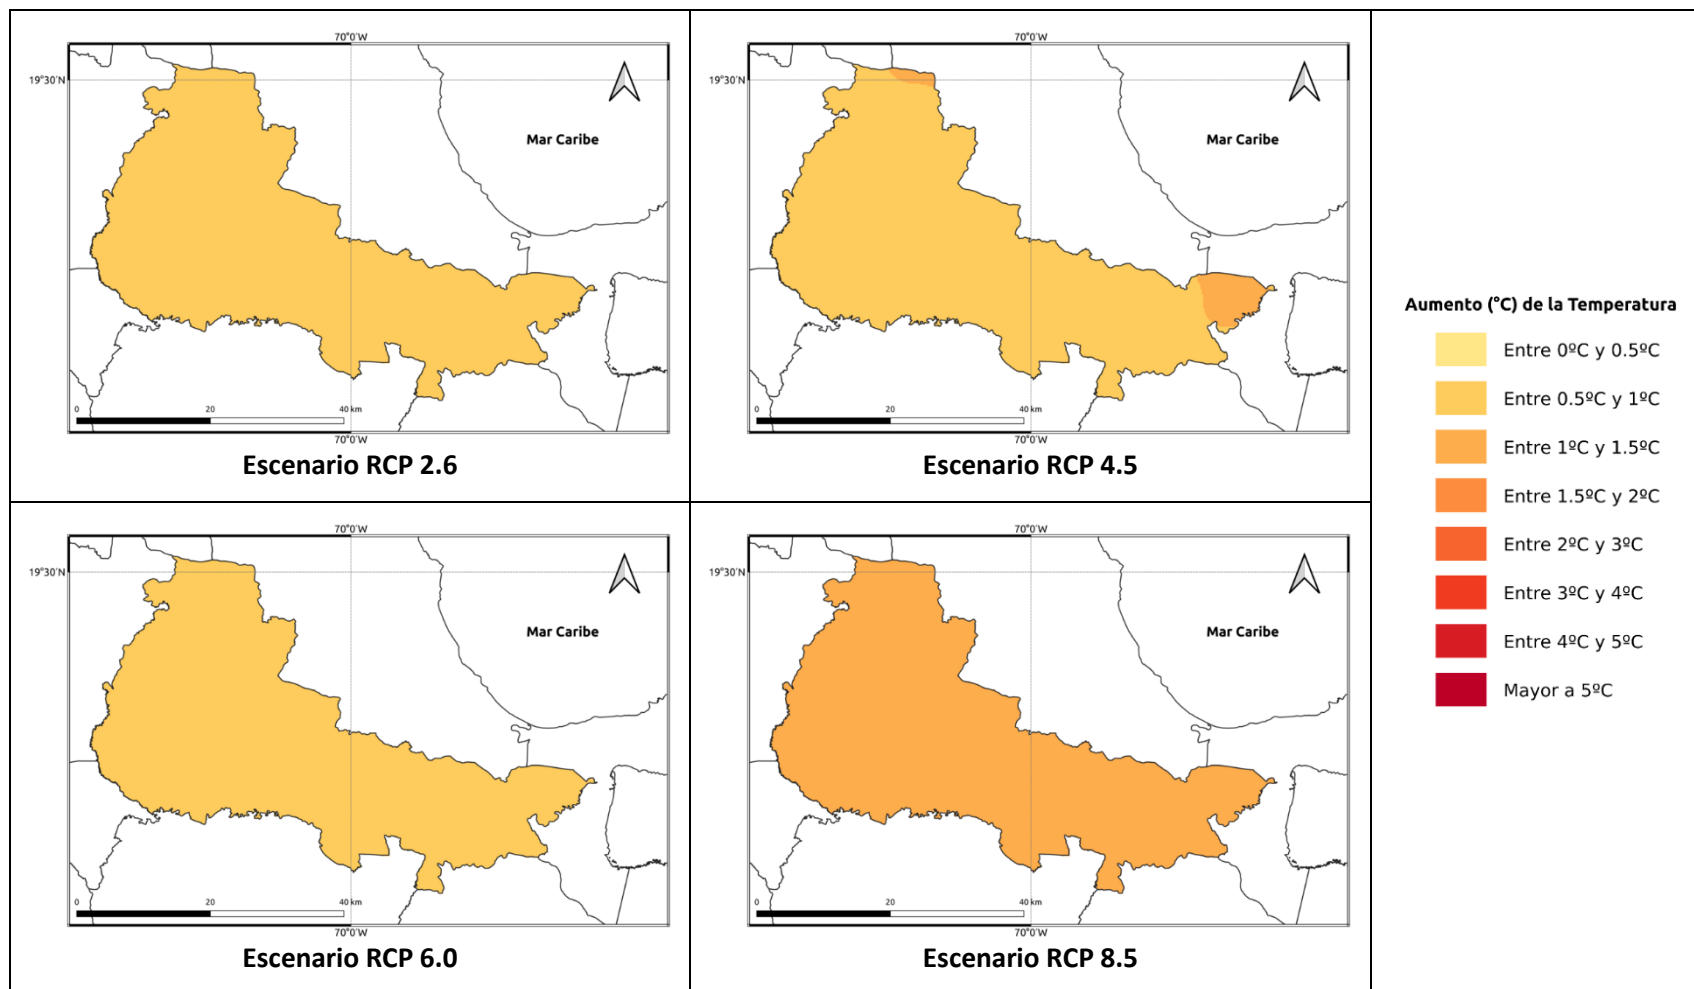 70°0'W
19°30'N
Mar Caribe
0 20 40 km
70°0'W
Escenario RCP 2.6
70°0'W
19°30'N
Mar Caribe
0 20 40 km
70°0'W
Escenario RCP 4.5
70°0'W
19°30'N
Mar Caribe
0 20 40 km
70°0'W
Escenario RCP 6.0
70°0'W
19°30'N
Mar Caribe
0 20 40 km
70°0'W
Escenario RCP 8.5
Aumento (°C) de la Temperatura
Entre 0ºC y 0.5ºC
Entre 0.5ºC y 1ºC
Entre 1ºC y 1.5ºC
Entre 1.5ºC y 2ºC
Entre 2ºC y 3ºC
Entre 3ºC y 4ºC
Entre 4ºC y 5ºC
Mayor a 5ºC